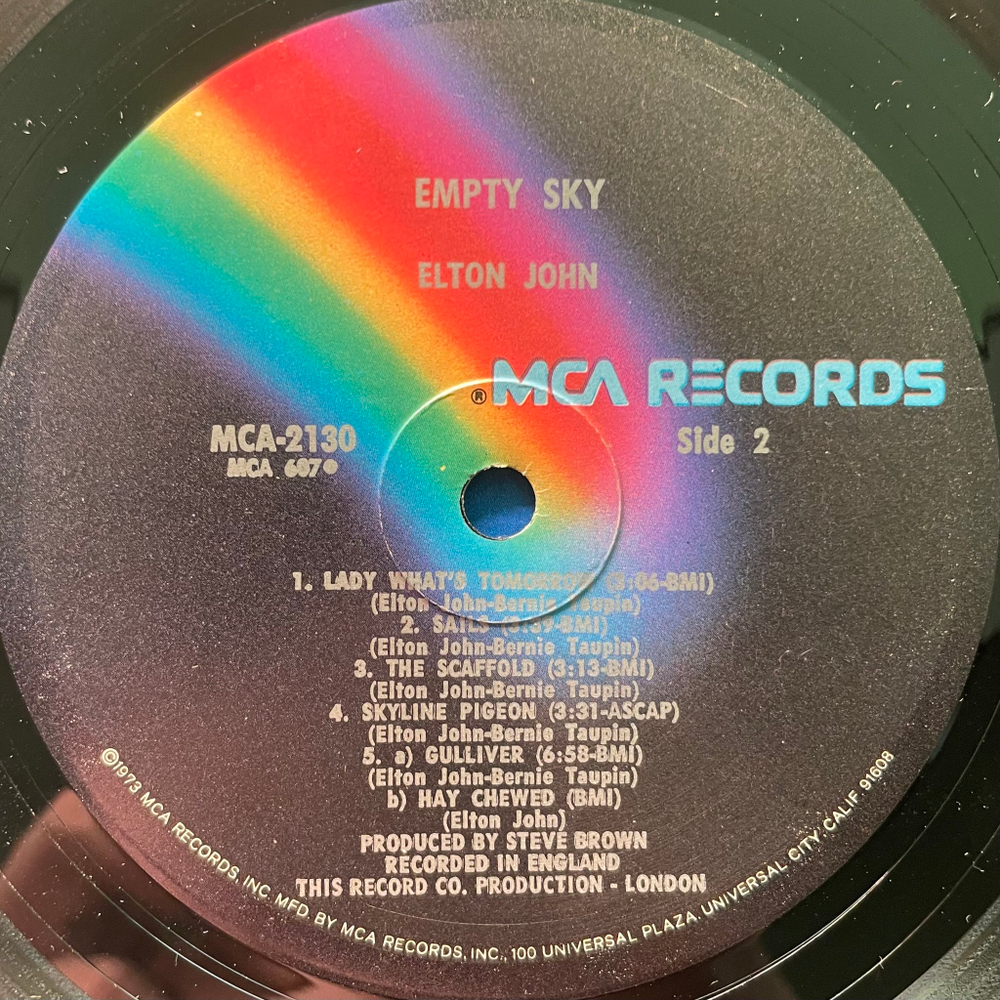 EMPTY SKY
ELTON JOHN
® MCA RECORDS
MCA-2130
MCA 607
Side 2
1. LADY WHAT'S TOMORROW (3:06-BMI)
(Elton John-Bernie Taupin)
2. SAILS (3:39-BMI)
(Elton John-Bernie Taupin)
3. THE SCAFFOLD (3:13-BMI)
(Elton John-Bernie Taupin)
4. SKYLINE PIGEON (3:31-ASCAP)
(Elton John-Bernie Taupin)
5. a) GULLIVER (6:58-BMI)
(Elton John-Bernie Taupin)
b) HAY CHEWED (BMI)
(Elton John)
PRODUCED BY STEVE BROWN
RECORDED IN ENGLAND
THIS RECORD CO. PRODUCTION - LONDON
©1973 MCA RECORDS, INC. MFD BY MCA RECORDS, INC., 100 UNIVERSAL PLAZA, UNIVERSAL CITY, CALIF. 91608